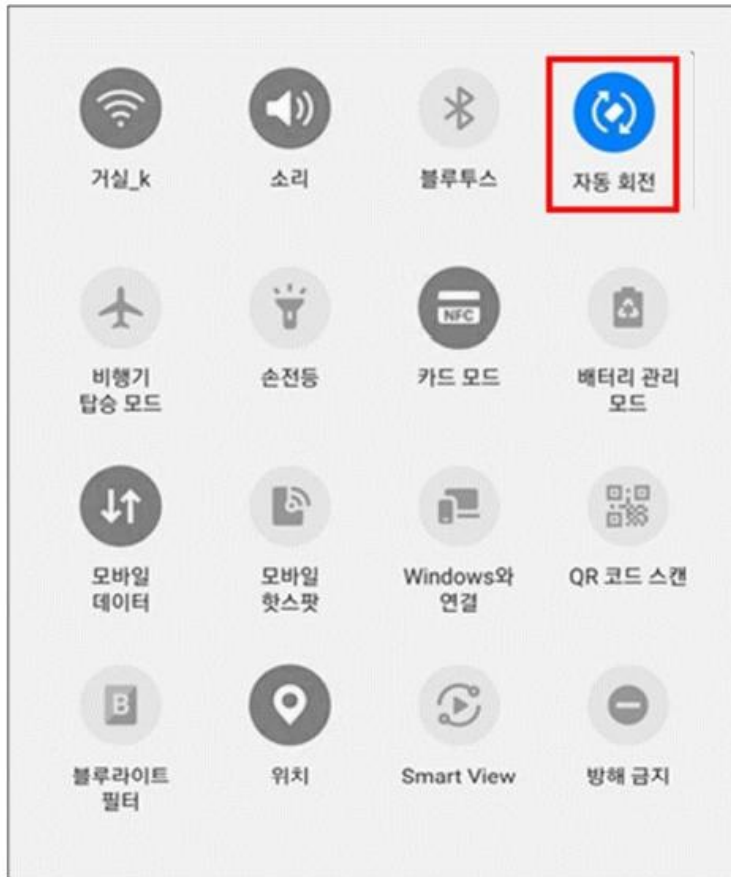 거실_k
소리
블루투스
자동 회전
NFC
비행기
탑승 모드
손전등
카드 모드
배터리 관리
모드
모바일
데이터
모바일
핫스팟
Windows와
연결
QR 코드 스캔
B
블루라이트
필터
위치
Smart View
방해 금지